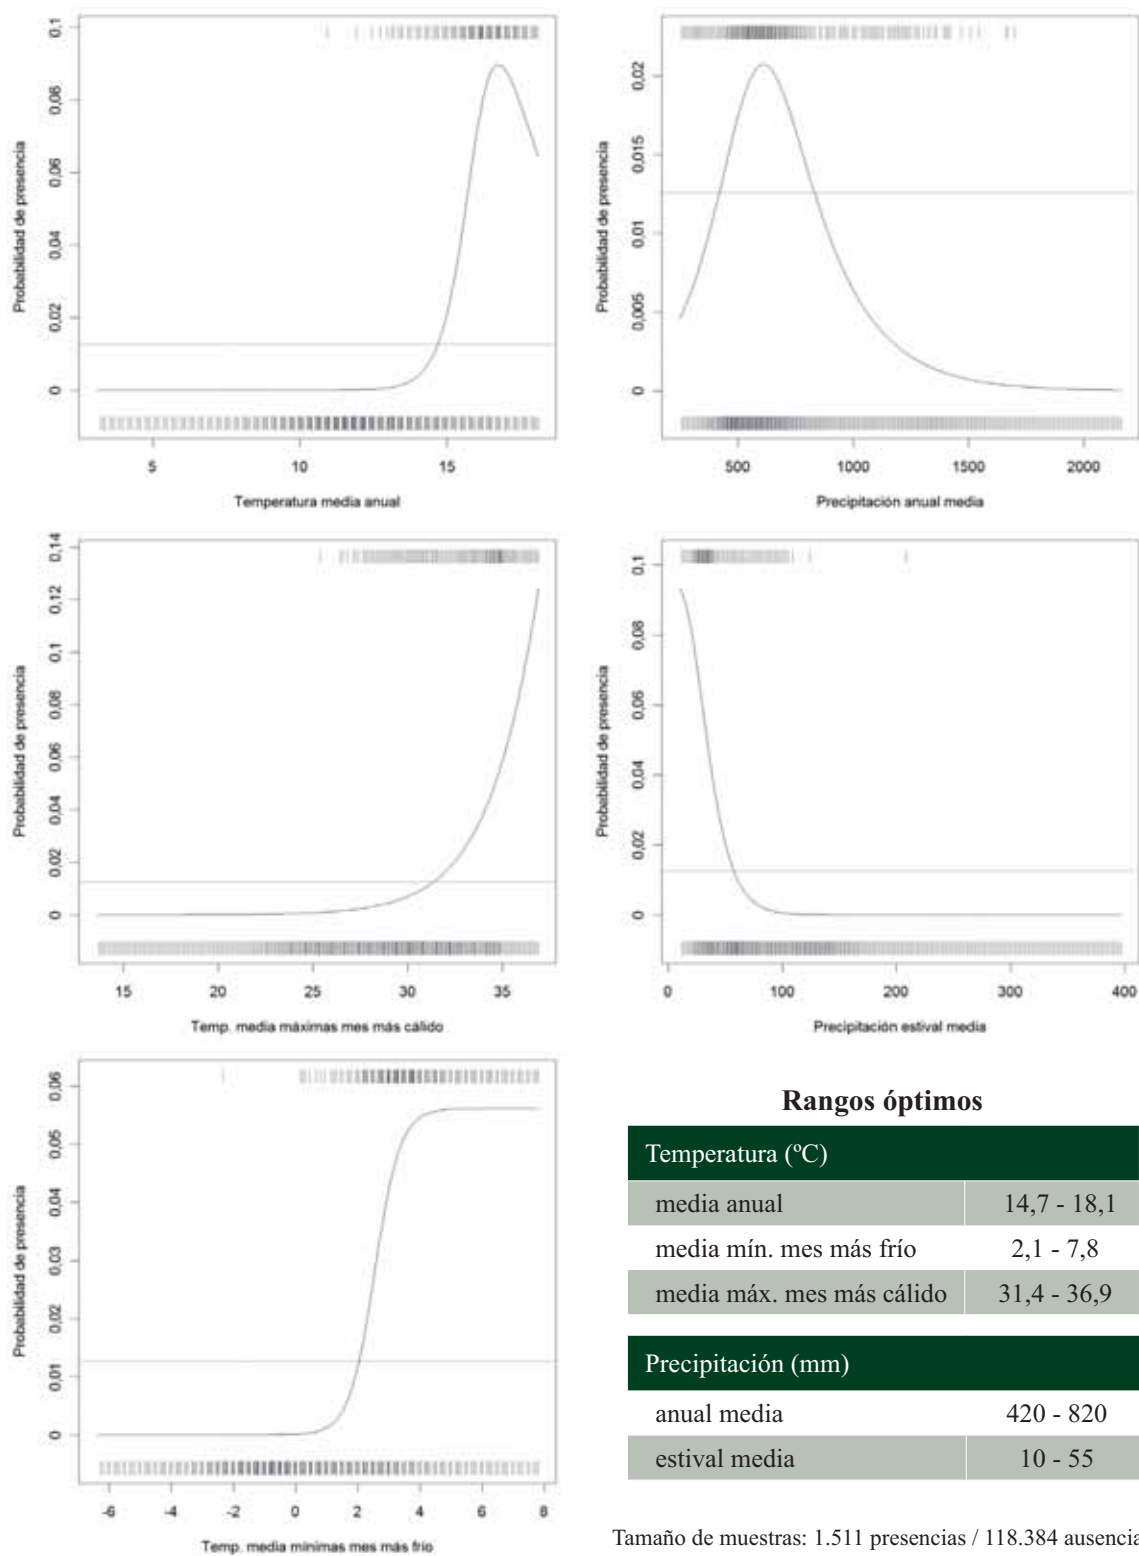 Probabilidad de presencia
0,1
0,08
0,06
0,04
0,02
0
5 10 15
Temperatura media anual
Probabilidad de presencia
0,02
0,015
0,01
0,005
0
500 1000 1500 2000
Precipitación anual media
Probabilidad de presencia
0,14
0,12
0,1
0,08
0,06
0,04
0,02
0
15 20 25 30 35
Temp. media máximas mes más cálido
Probabilidad de presencia
0,1
0,08
0,06
0,04
0,02
0
0 100 200 300 400
Precipitación estival media
Probabilidad de presencia
0,06
0,05
0,04
0,03
0,02
0,01
0
-6 -4 -2 0 2 4 6 8
Temp. media mínimas mes más frío
Rangos óptimos
Temperatura (ºC)
media anual 14,7 - 18,1
media mín. mes más frío 2,1 - 7,8
media máx. mes más cálido 31,4 - 36,9
Precipitación (mm)
anual media 420 - 820
estival media 10 - 55
Tamaño de muestras: 1.511 presencias / 118.384 ausencia